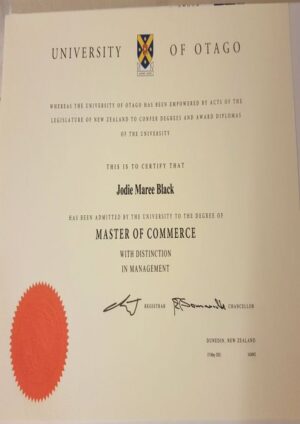 UNIVERSITY OF OTAGO
WHEREAS THE UNIVERSITY OF OTAGO HAS BEEN EMPOWERED BY ACTS OF THE
LEGISLATURE OF NEW ZEALAND TO CONFER DEGREES AND AWARD DIPLOMAS
OF THE UNIVERSITY
THIS IS TO CERTIFY THAT
Jodie Maree Black
HAS BEEN ADMITTED BY THE UNIVERSITY TO THE DEGREE OF
MASTER OF COMMERCE
WITH DISTINCTION
IN MANAGEMENT
REGISTRAR CHANCELLOR
DUNEDIN, NEW ZEALAND